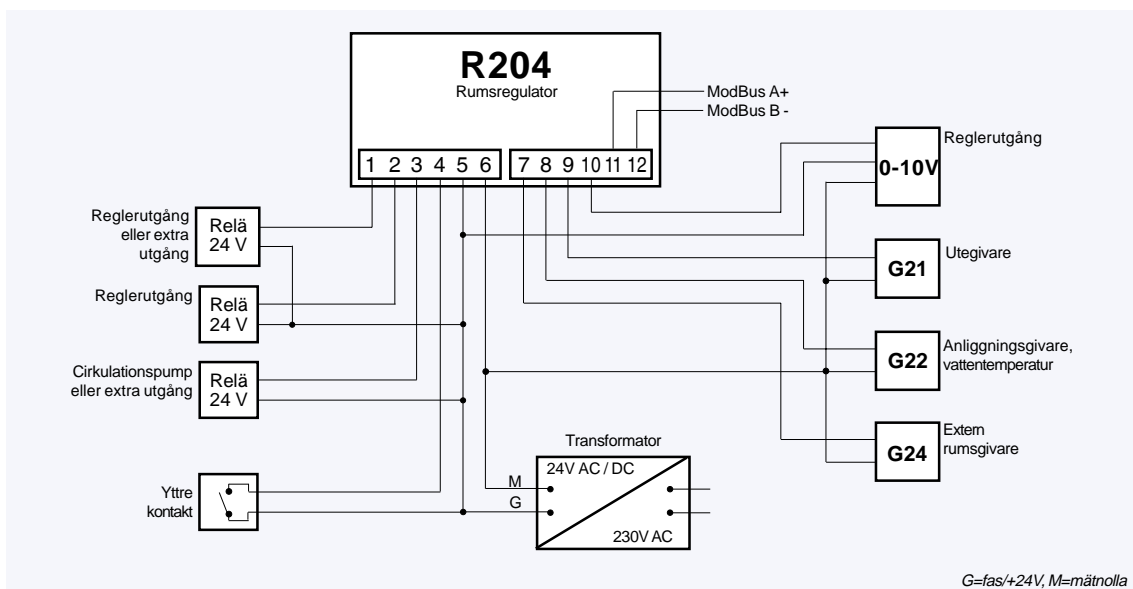 R204
Rumsregulator
ModBus A+
ModBus B -
1 2 3 4 5 6 7 8 9 10 11 12
Reglerutgång
eller extra
utgång
Relä
24 V
Reglerutgång
Relä
24 V
Cirkulationspump
eller extra utgång
Relä
24 V
Yttre
kontakt
Transformator
24V AC / DC
M
G
230V AC
0-10V
Reglerutgång
G21
Utegivare
G22
Anliggningsgivare,
vattentemperatur
G24
Extern
rumsgivare
G=fas/+24V, M=mätnolla